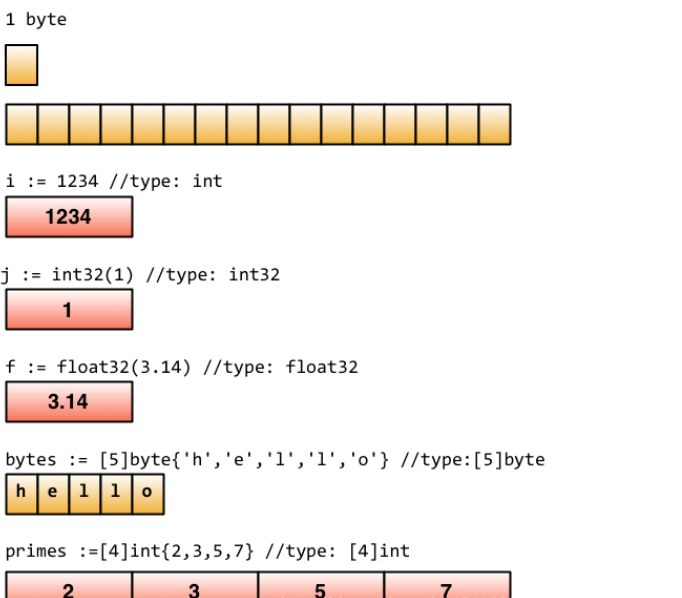 1 byte
i := 1234 //type: int
1234
j := int32(1) //type: int32
1
f := float32(3.14) //type: float32
3.14
bytes := [5]byte{'h','e','l','l','o'} //type:[5]byte
h e l l o
primes :=[4]int{2,3,5,7} //type: [4]int
2 3 5 7